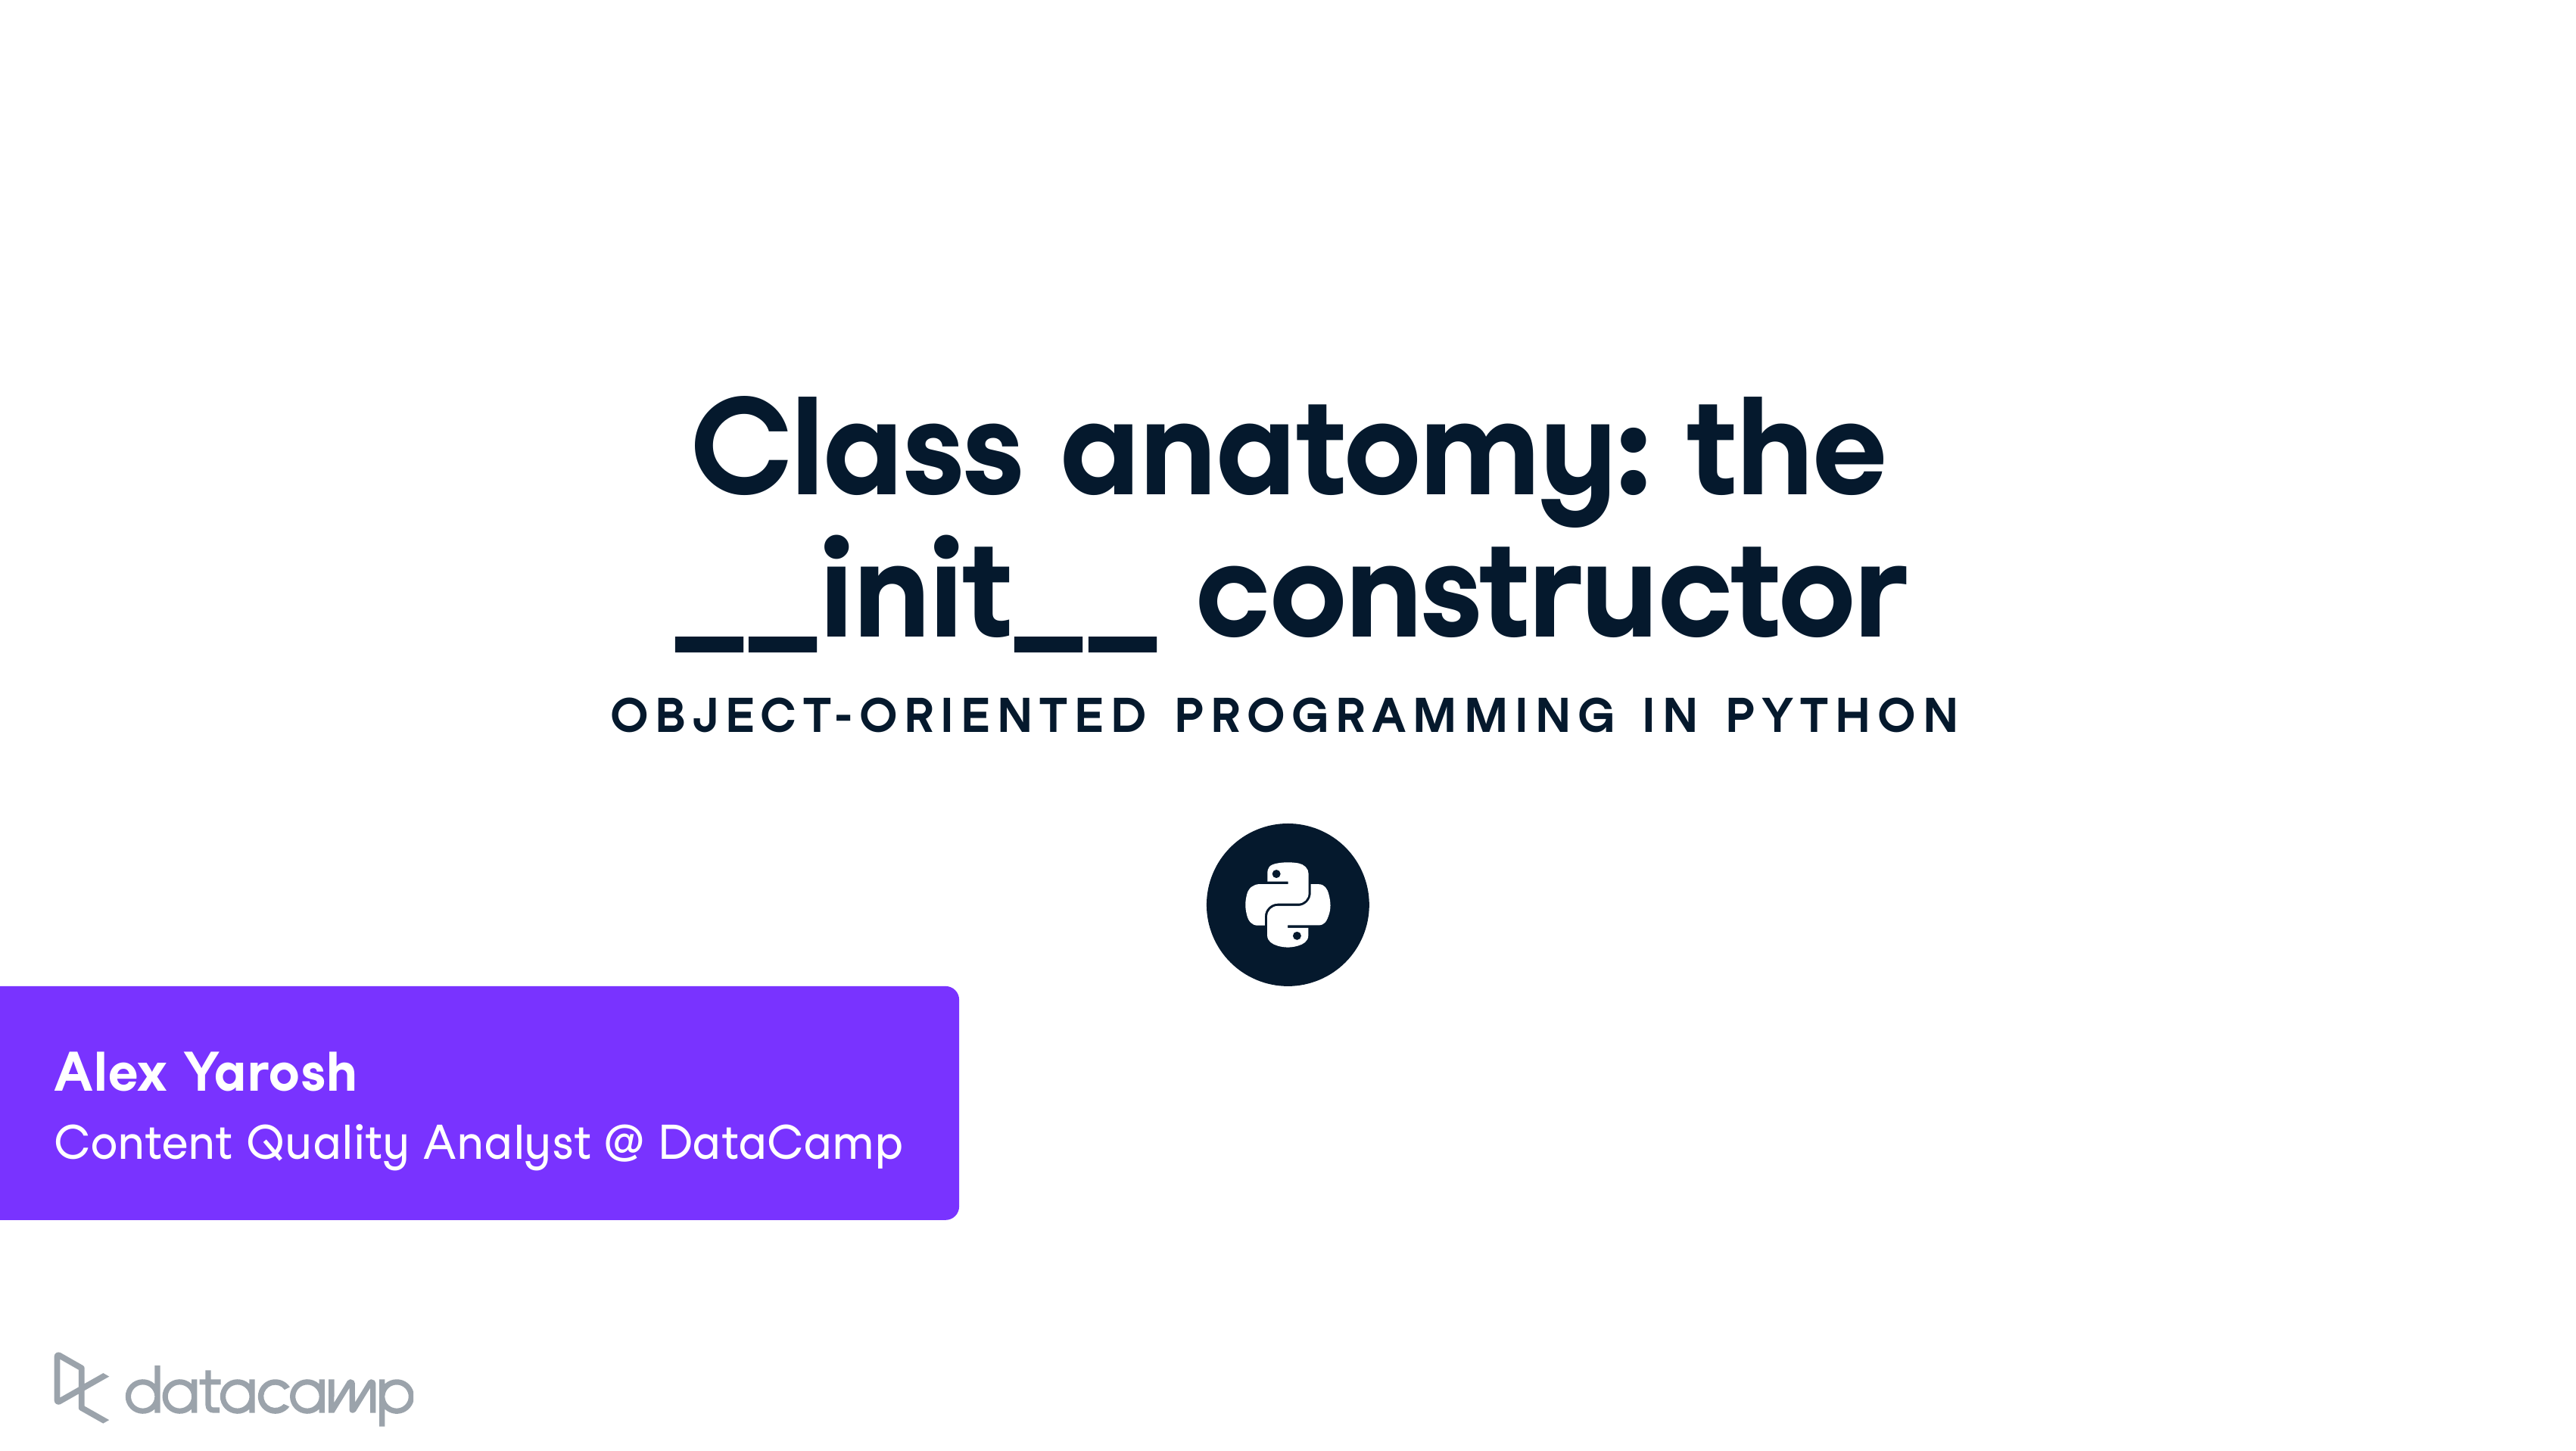 Class anatomy: the
__init__ constructor
OBJECT-ORIENTED PROGRAMMING IN PYTHON
Alex Yarosh
Content Quality Analyst @ DataCamp
datacamp